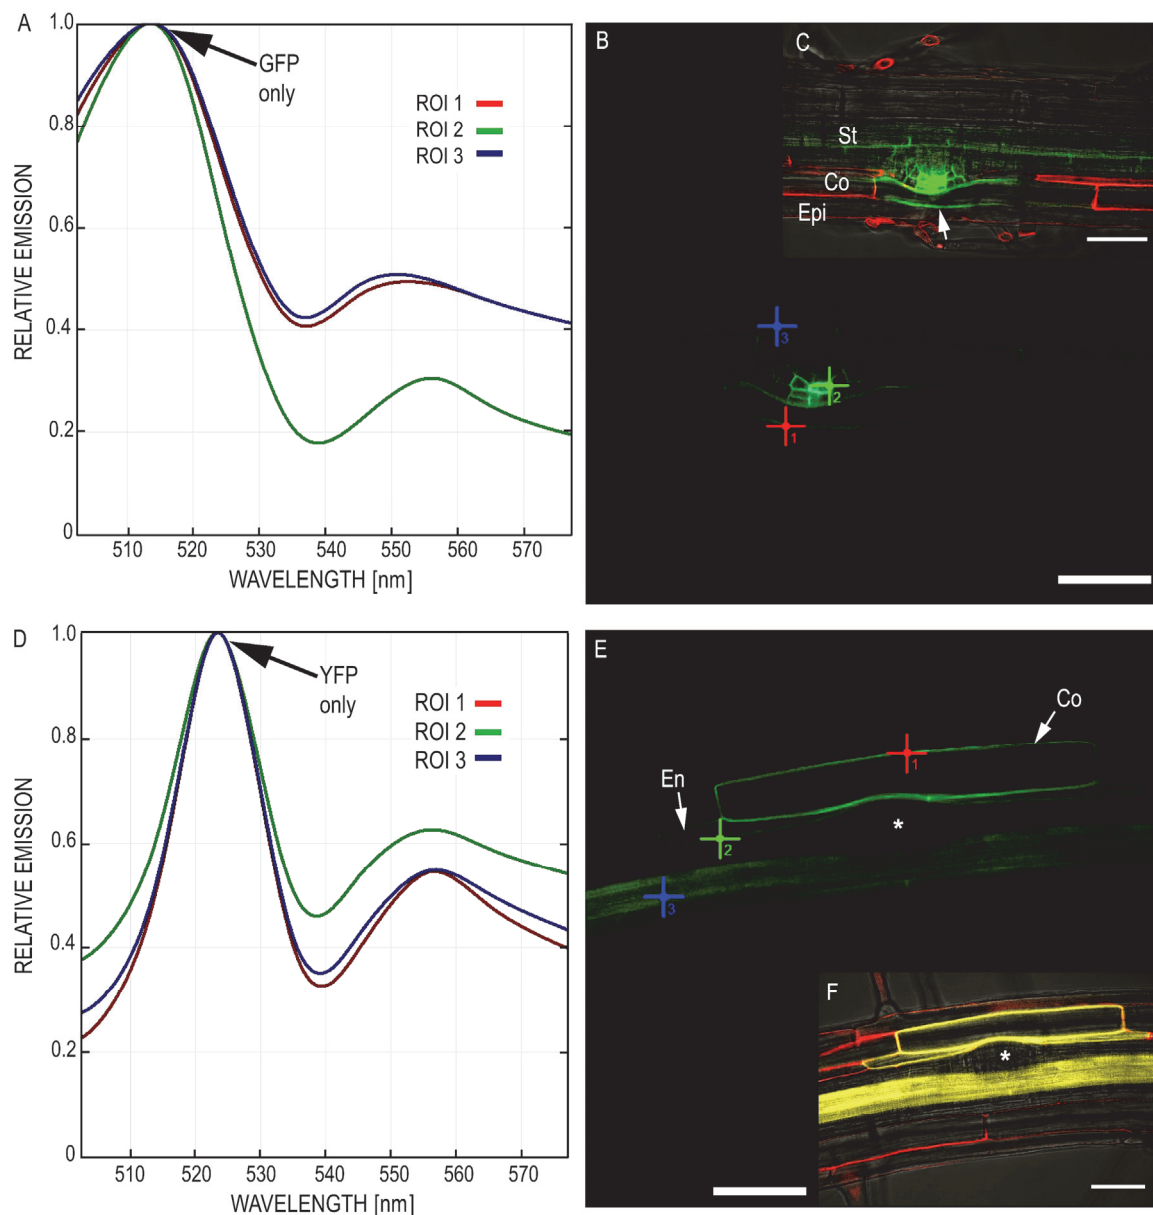 A
1.0
0.8
0.6
0.4
0.2
0
RELATIVE EMISSION
GFP
only
ROI 1
ROI 2
ROI 3
510 520 530 540 550 560 570
WAVELENGTH [nm]
B
C
St
Co
Epi
3
2
1
D
1.0
0.8
0.6
0.4
0.2
0
RELATIVE EMISSION
YFP
only
ROI 1
ROI 2
ROI 3
510 520 530 540 550 560 570
WAVELENGTH [nm]
E
Co
1
En
*
2
3
F
*